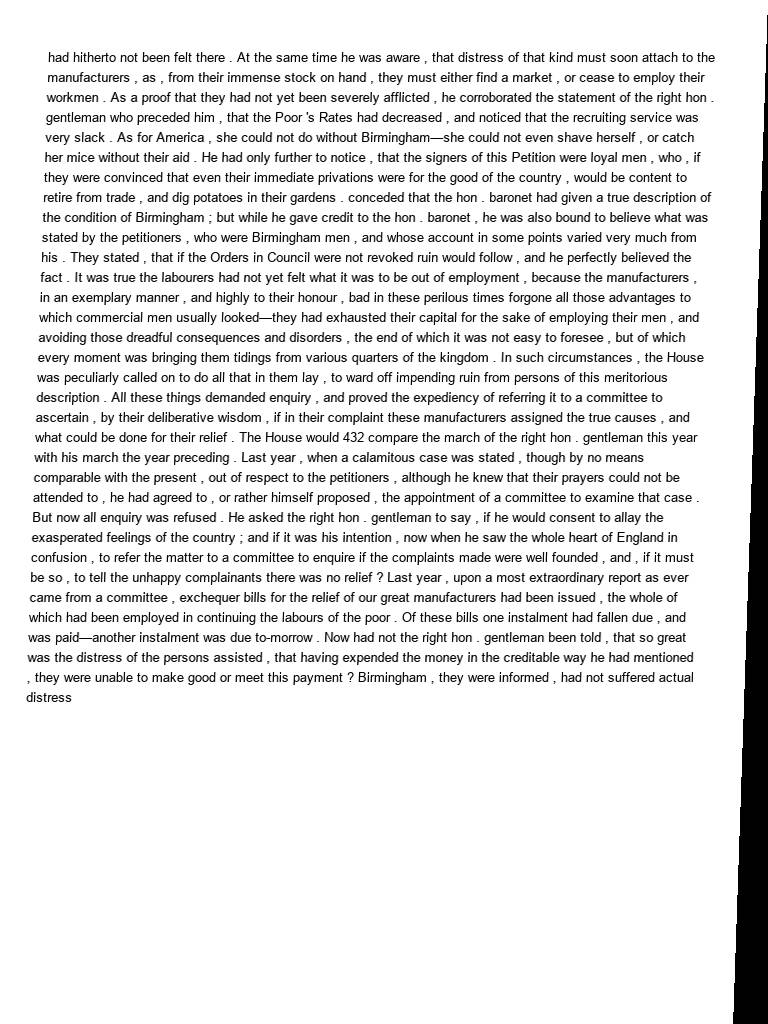 had hitherto not been felt there . At the same time he was aware , that distress of that kind must soon attach to the
manufacturers , as , from their immense stock on hand , they must either find a market , or cease to employ their
workmen . As a proof that they had not yet been severely afflicted , he corroborated the statement of the right hon .
gentleman who preceded him , that the Poor 's Rates had decreased , and noticed that the recruiting service was
very slack . As for America , she could not do without Birmingham—she could not even shave herself , or catch
her mice without their aid . He had only further to notice , that the signers of this Petition were loyal men , who , if
they were convinced that even their immediate privations were for the good of the country , would be content to
retire from trade , and dig potatoes in their gardens . conceded that the hon . baronet had given a true description of
the condition of Birmingham ; but while he gave credit to the hon . baronet , he was also bound to believe what was
stated by the petitioners , who were Birmingham men , and whose account in some points varied very much from
his . They stated , that if the Orders in Council were not revoked ruin would follow , and he perfectly believed the
fact . It was true the labourers had not yet felt what it was to be out of employment , because the manufacturers ,
in an exemplary manner , and highly to their honour , bad in these perilous times forgone all those advantages to
which commercial men usually looked—they had exhausted their capital for the sake of employing their men , and
avoiding those dreadful consequences and disorders , the end of which it was not easy to foresee , but of which
every moment was bringing them tidings from various quarters of the kingdom . In such circumstances , the House
was peculiarly called on to do all that in them lay , to ward off impending ruin from persons of this meritorious
description . All these things demanded enquiry , and proved the expediency of referring it to a committee to
ascertain , by their deliberative wisdom , if in their complaint these manufacturers assigned the true causes , and
what could be done for their relief . The House would 432 compare the march of the right hon . gentleman this year
with his march the year preceding . Last year , when a calamitous case was stated , though by no means
comparable with the present , out of respect to the petitioners , although he knew that their prayers could not be
attended to , he had agreed to , or rather himself proposed , the appointment of a committee to examine that case .
But now all enquiry was refused . He asked the right hon . gentleman to say , if he would consent to allay the
exasperated feelings of the country ; and if it was his intention , now when he saw the whole heart of England in
confusion , to refer the matter to a committee to enquire if the complaints made were well founded , and , if it must
be so , to tell the unhappy complainants there was no relief ? Last year , upon a most extraordinary report as ever
came from a committee , exchequer bills for the relief of our great manufacturers had been issued , the whole of
which had been employed in continuing the labours of the poor . Of these bills one instalment had fallen due , and
was paid—another instalment was due to-morrow . Now had not the right hon . gentleman been told , that so great
was the distress of the persons assisted , that having expended the money in the creditable way he had mentioned
, they were unable to make good or meet this payment ? Birmingham , they were informed , had not suffered actual
distress